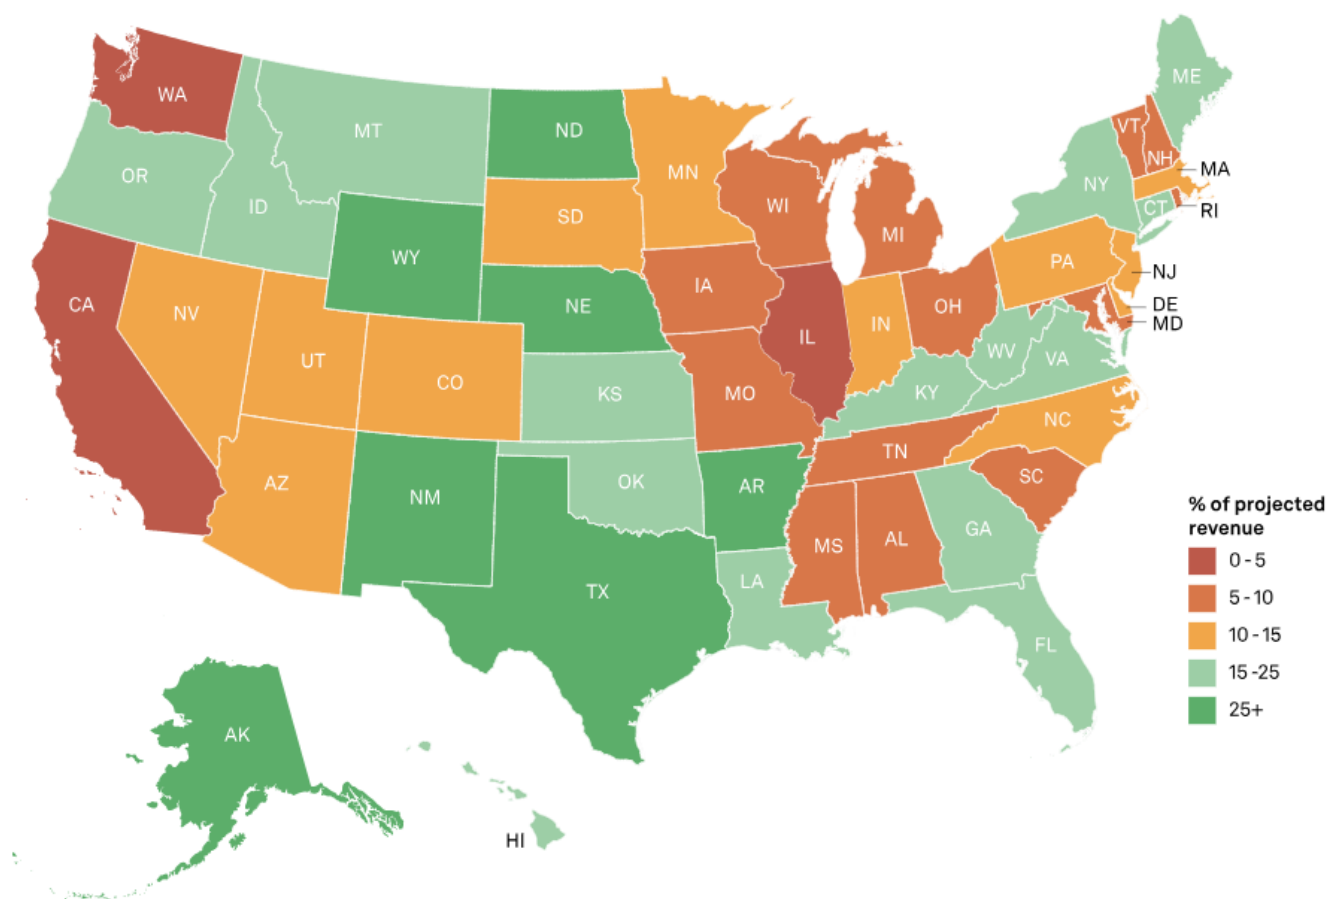 ME
WA
MT
ND
VT
MN
NH
MA
OR
NY
ID
SD
WI
CT
RI
MI
WY
PA
NJ
CA
NV
NE
IA
OH
DE
IN
MD
IL
UT
WV
VA
CO
KS
MO
KY
NC
TN
AZ
OK
AR
SC
NM
MS
AL
GA
LA
TX
FL
AK
HI
% of projected
revenue
0-5
5-10
10-15
15-25
25+